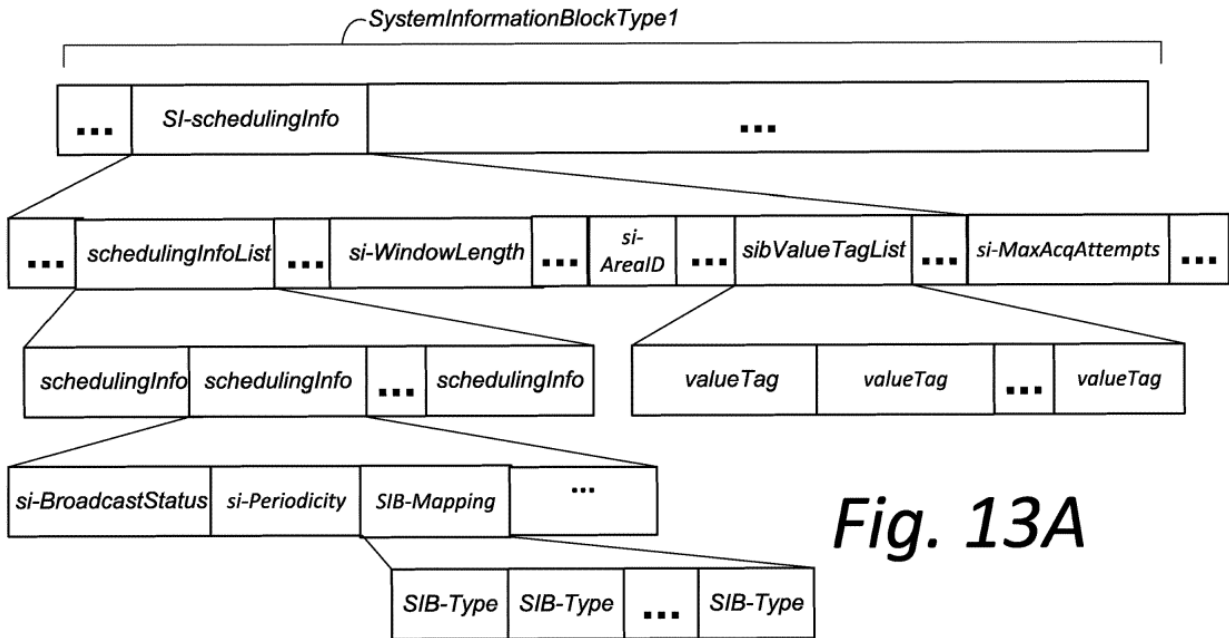 SystemInformationBlockType1
... SI-schedulingInfo ...
... schedulingInfoList ... si-WindowLength ... si-AreaID ... sibValueTagList ... si-MaxAcqAttempts ...
schedulingInfo schedulingInfo ... schedulingInfo valueTag valueTag ... valueTag
si-BroadcastStatus si-Periodicity SIB-Mapping ...
Fig. 13A
SIB-Type SIB-Type ... SIB-Type